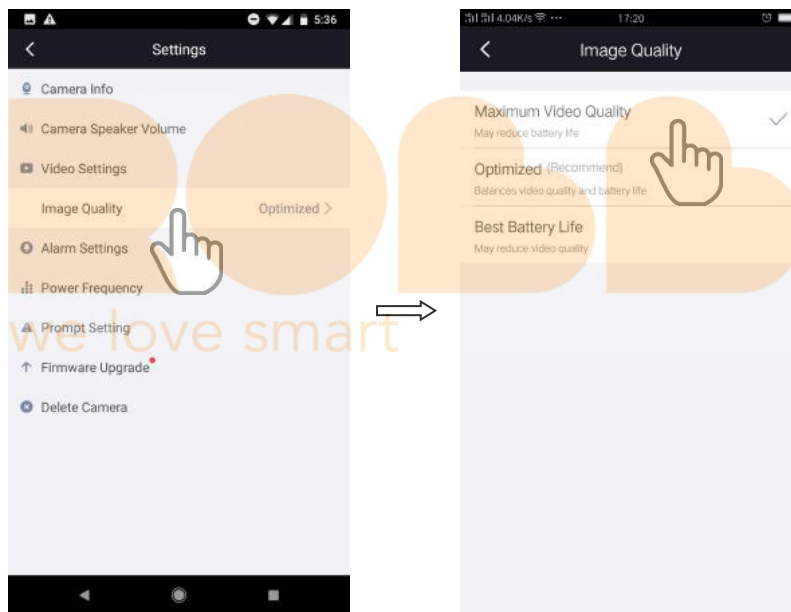 5:36
Settings
Camera Info
Camera Speaker Volume
Video Settings
Image Quality Optimized >
Alarm Settings
Power Frequency
Prompt Setting
Firmware Upgrade
Delete Camera
we love smart
4.04K/s ··· 17:20
Image Quality
Maximum Video Quality
May reduce battery life
Optimized (Recommend)
Balances video quality and battery life
Best Battery Life
May reduce video quality